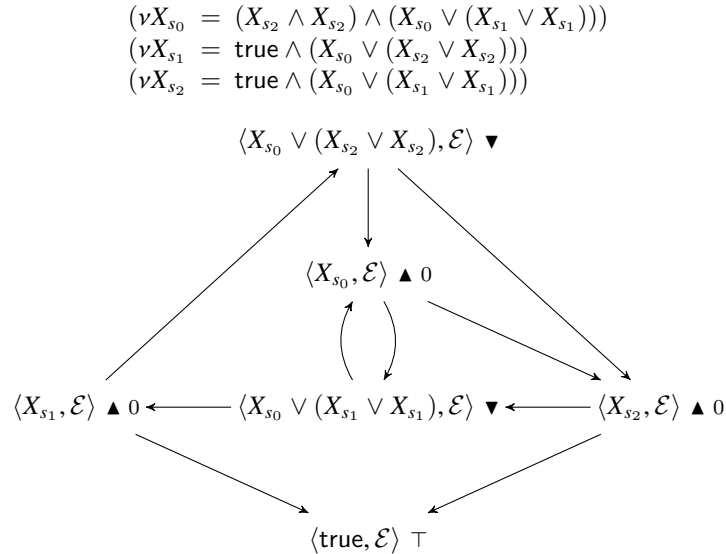 (νX_{s_0} = (X_{s_2} ∧ X_{s_2}) ∧ (X_{s_0} ∨ (X_{s_1} ∨ X_{s_1})))
(νX_{s_1} = true ∧ (X_{s_0} ∨ (X_{s_2} ∨ X_{s_2})))
(νX_{s_2} = true ∧ (X_{s_0} ∨ (X_{s_1} ∨ X_{s_1})))
⟨X_{s_0} ∨ (X_{s_2} ∨ X_{s_2}), ℰ⟩ ▼
⟨X_{s_0}, ℰ⟩ ▲ 0
⟨X_{s_1}, ℰ⟩ ▲ 0 ⟨X_{s_0} ∨ (X_{s_1} ∨ X_{s_1}), ℰ⟩ ▼ ⟨X_{s_2}, ℰ⟩ ▲ 0
⟨true, ℰ⟩ ⊤